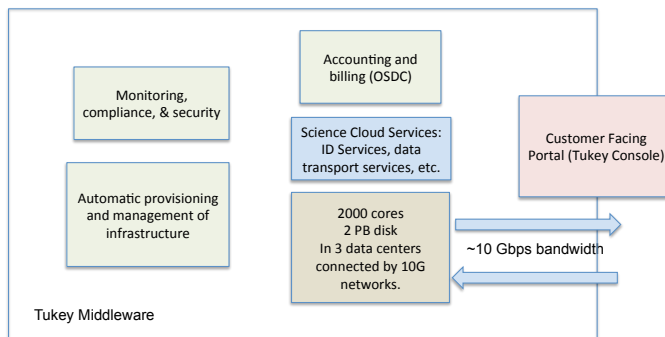 Accounting and
billing (OSDC)
Monitoring,
compliance, & security
Science Cloud Services:
ID Services, data
transport services, etc.
Customer Facing
Portal (Tukey Console)
Automatic provisioning
and management of
infrastructure
2000 cores
2 PB disk
In 3 data centers
connected by 10G
networks.
~10 Gbps bandwidth
Tukey Middleware